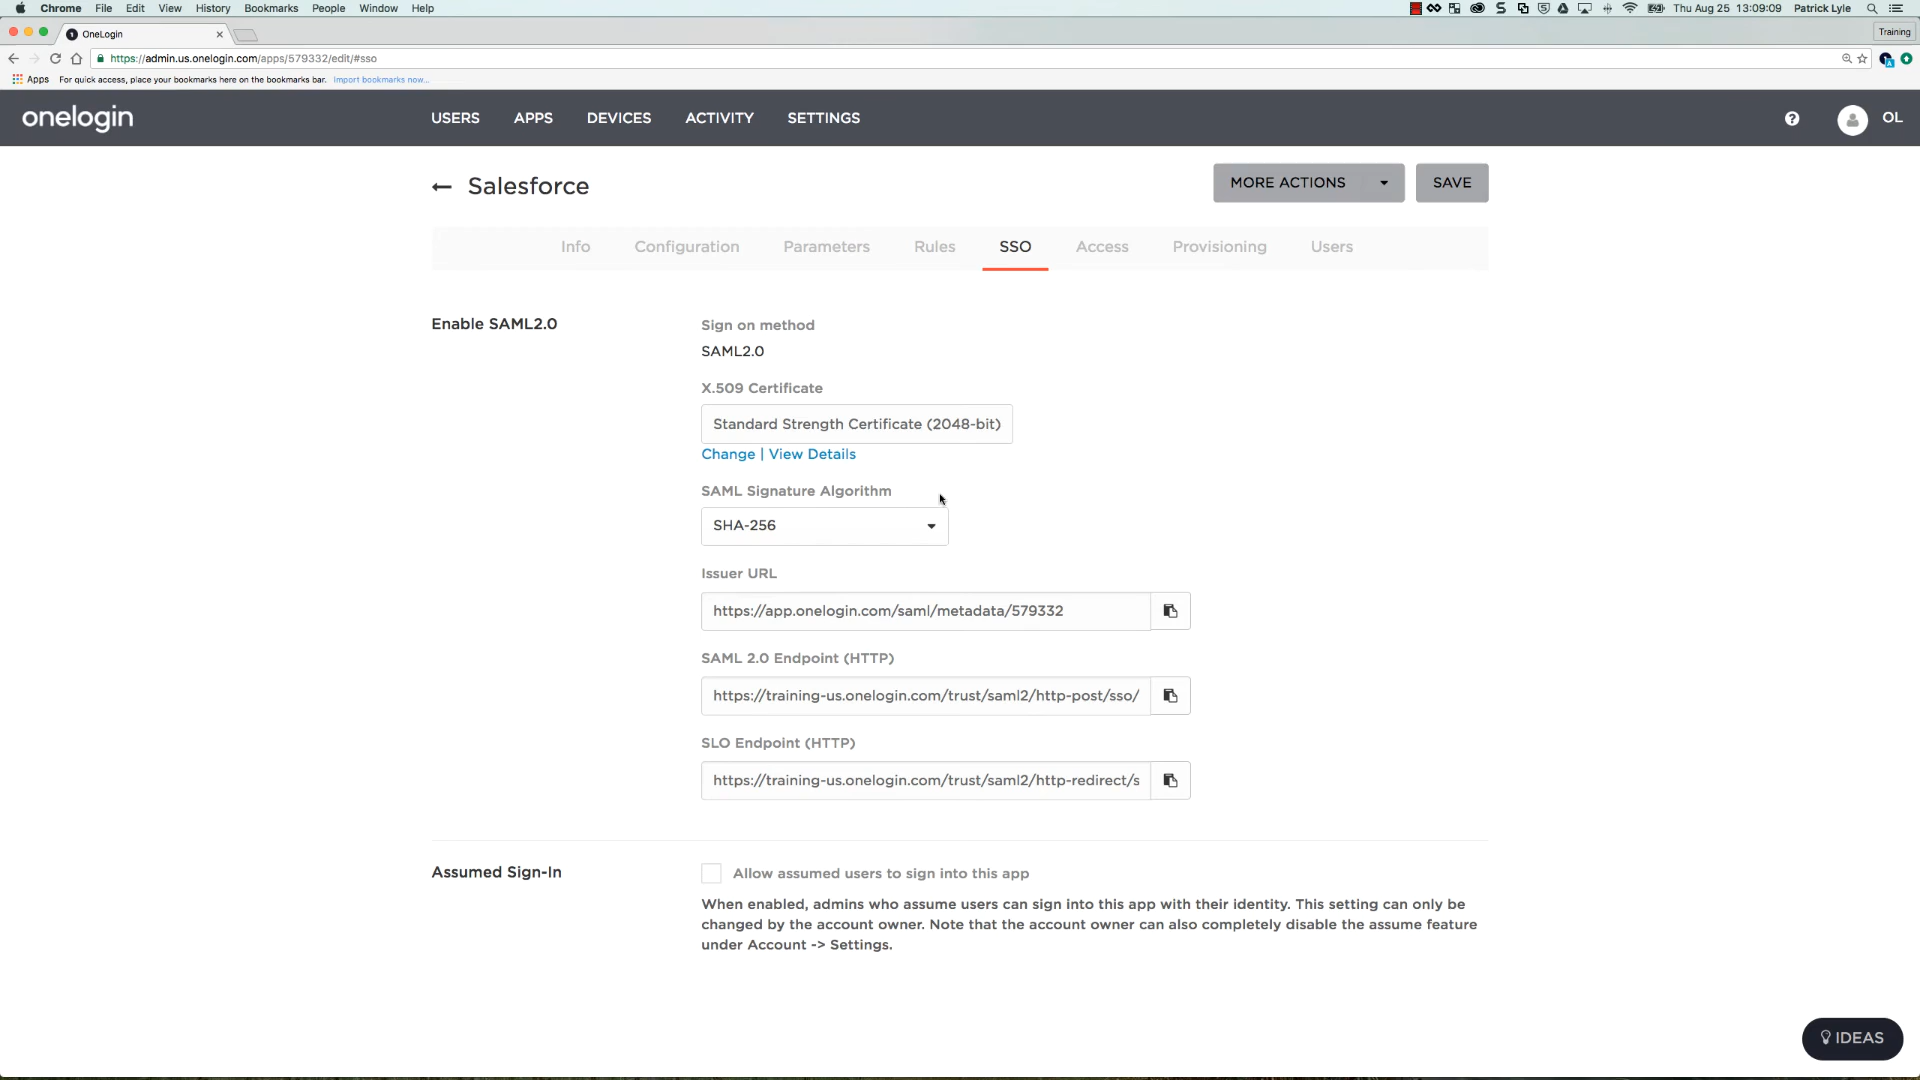 Chrome File Edit View History Bookmarks People Window Help Thu Aug 25 13:09:09 Patrick Lyle
OneLogin
Training
https://admin.us.onelogin.com/apps/579332/edit/#sso
Apps For quick access, place your bookmarks here on the bookmarks bar. Import bookmarks now...
onelogin USERS APPS DEVICES ACTIVITY SETTINGS ? OL
← Salesforce MORE ACTIONS SAVE
Info Configuration Parameters Rules SSO Access Provisioning Users
Enable SAML2.0
Sign on method
SAML2.0
X.509 Certificate
Standard Strength Certificate (2048-bit)
Change | View Details
SAML Signature Algorithm
SHA-256
Issuer URL
https://app.onelogin.com/saml/metadata/579332
SAML 2.0 Endpoint (HTTP)
https://training-us.onelogin.com/trust/saml2/http-post/sso/
SLO Endpoint (HTTP)
https://training-us.onelogin.com/trust/saml2/http-redirect/s
Assumed Sign-In
Allow assumed users to sign into this app
When enabled, admins who assume users can sign into this app with their identity. This setting can only be
changed by the account owner. Note that the account owner can also completely disable the assume feature
under Account -> Settings.
IDEAS